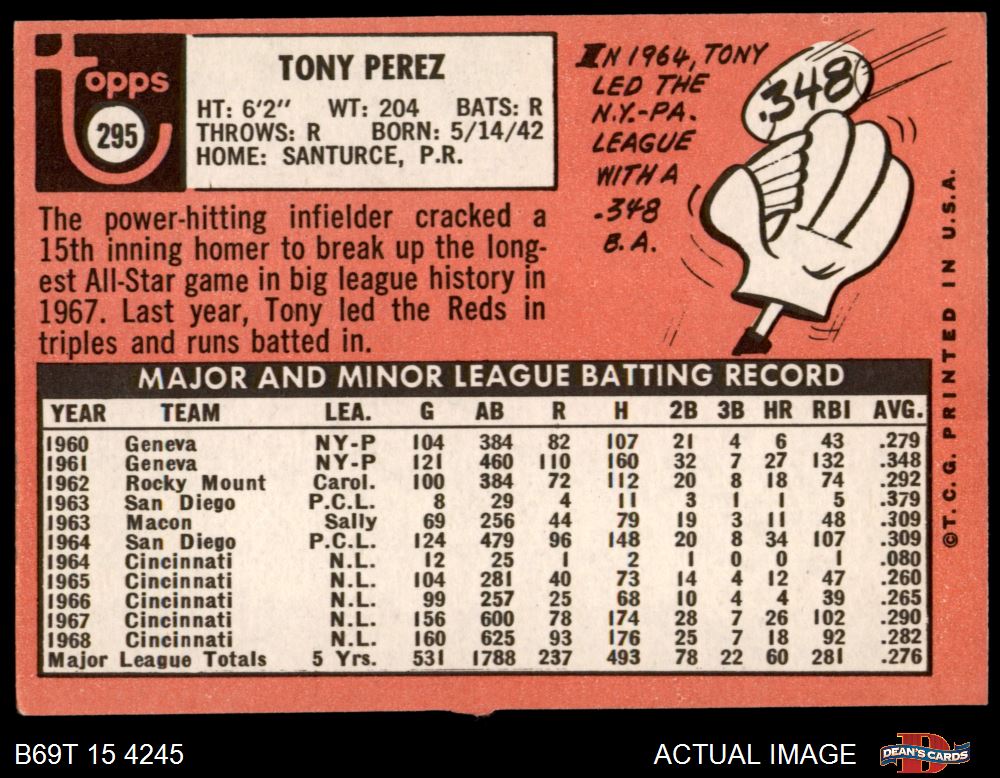 Topps
295
TONY PEREZ
HT: 6'2" WT: 204 BATS: R
THROWS: R BORN: 5/14/42
HOME: SANTURCE, P.R.
The power-hitting infielder cracked a
15th inning homer to break up the long-
est All-Star game in big league history in
1967. Last year, Tony led the Reds in
triples and runs batted in.
IN 1964, TONY
LED THE
N.Y.-PA.
LEAGUE
WITH A
.348
B.A.
.348
MAJOR AND MINOR LEAGUE BATTING RECORD
YEAR TEAM LEA. G AB R H 2B 3B HR RBI AVG.
1960 Geneva NY-P 104 384 82 107 21 4 6 43 .279
1961 Geneva NY-P 121 460 110 160 32 7 27 132 .348
1962 Rocky Mount Carol. 100 384 72 112 20 8 18 74 .292
1963 San Diego P.C.L. 8 29 4 11 3 1 1 5 .379
1963 Macon Sally 69 256 44 79 19 3 11 48 .309
1964 San Diego P.C.L. 124 479 96 148 20 8 34 107 .309
1964 Cincinnati N.L. 12 25 1 2 1 0 0 1 .080
1965 Cincinnati N.L. 104 281 40 73 14 4 12 47 .260
1966 Cincinnati N.L. 99 257 25 68 10 4 4 39 .265
1967 Cincinnati N.L. 156 600 78 174 28 7 26 102 .290
1968 Cincinnati N.L. 160 625 93 176 25 7 18 92 .282
Major League Totals 5 Yrs. 531 1788 237 493 78 22 60 281 .276
©T.C.G. PRINTED IN U.S.A.
B69T 15 4245
ACTUAL IMAGE
D
DEAN'S CARDS